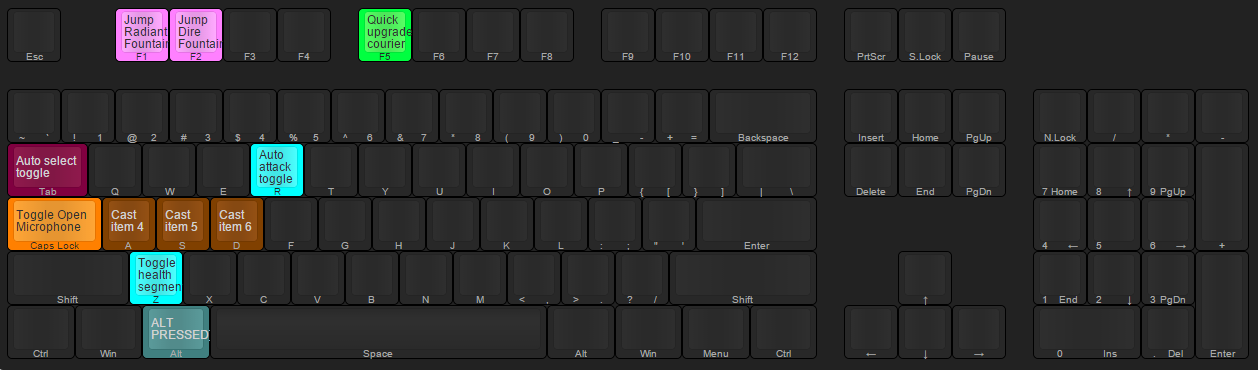 Jump Radiant Fountain
Jump Dire Fountain
Quick upgrade courier
Esc F1 F2 F3 F4 F5 F6 F7 F8 F9 F10 F11 F12 PrtScr S.Lock Pause
~ ` ! 1 @ 2 # 3 $ 4 % 5 ^ 6 & 7 * 8 ( 9 ) 0 _ - + = Backspace Insert Home PgUp N.Lock / * -
Auto select toggle
Auto attack toggle
Tab Q W E R T Y U I O P { [ } ] | \ Delete End PgDn 7 Home 8 ↑ 9 PgUp
Toggle Open Microphone
Cast item 4
Cast item 5
Cast item 6
Caps Lock A S D F G H J K L : ; " ' Enter 4 ← 5 6 → +
Toggle health segmen
Shift Z X C V B N M < , > . ? / Shift ↑ 1 End 2 ↓ 3 PgDn
ALT PRESSED
Ctrl Win Alt Space Alt Win Menu Ctrl ← ↓ → 0 Ins . Del Enter